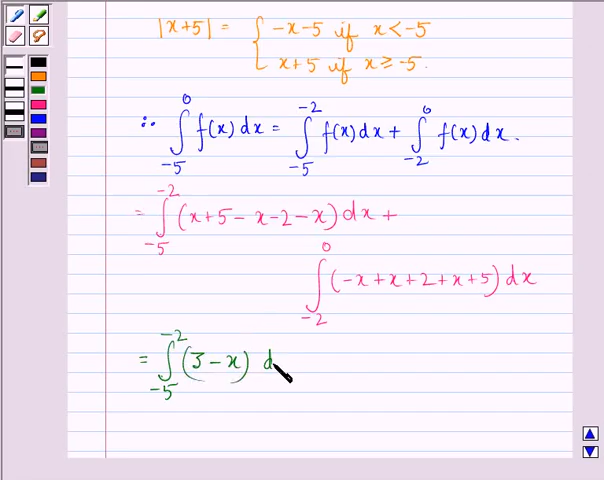 |x+5| = { -x-5 if x < -5
x+5 if x ≥ -5.
∵ ∫_{-5}^{0} f(x) dx = ∫_{-5}^{-2} f(x) dx + ∫_{-2}^{0} f(x) dx.
= ∫_{-5}^{-2} (x+5-x-2-x) dx +
∫_{-2}^{0} (-x+x+2+x+5) dx
= ∫_{-5}^{-2} (3-x) d